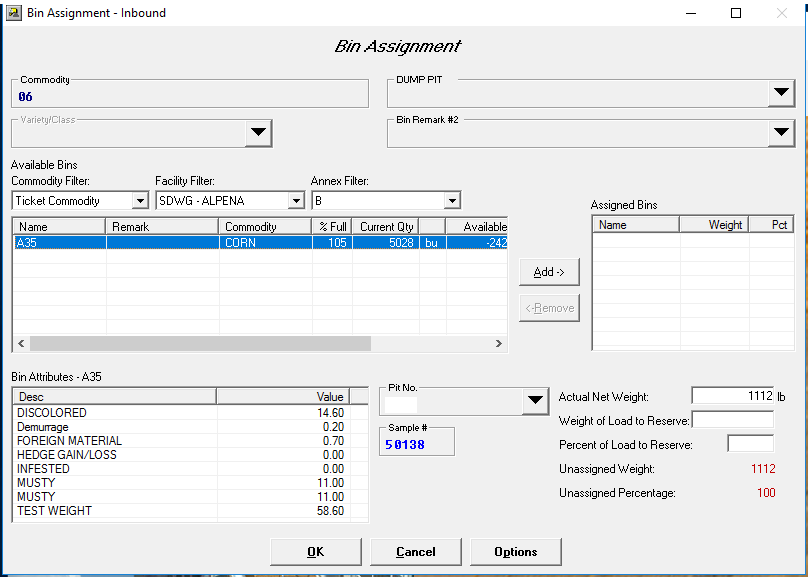 Bin Assignment - Inbound
Bin Assignment
Commodity
06
DUMP PIT
Variety/Class
Bin Remark #2
Available Bins
Commodity Filter: Facility Filter: Annex Filter:
Ticket Commodity SDWG - ALPENA B
Assigned Bins
Name Remark Commodity % Full Current Qty Available
A35 CORN 105 5028 bu -242
Name Weight Pct
Add ->
<-Remove
Bin Attributes - A35
Desc Value
DISCOLORED 14.60
Demurrage 0.20
FOREIGN MATERIAL 0.70
HEDGE GAIN/LOSS 0.00
INFESTED 0.00
MUSTY 11.00
MUSTY 11.00
TEST WEIGHT 58.60
Pit No.
Sample #
50138
Actual Net Weight: 1112 lb
Weight of Load to Reserve:
Percent of Load to Reserve:
Unassigned Weight: 1112
Unassigned Percentage: 100
OK Cancel Options